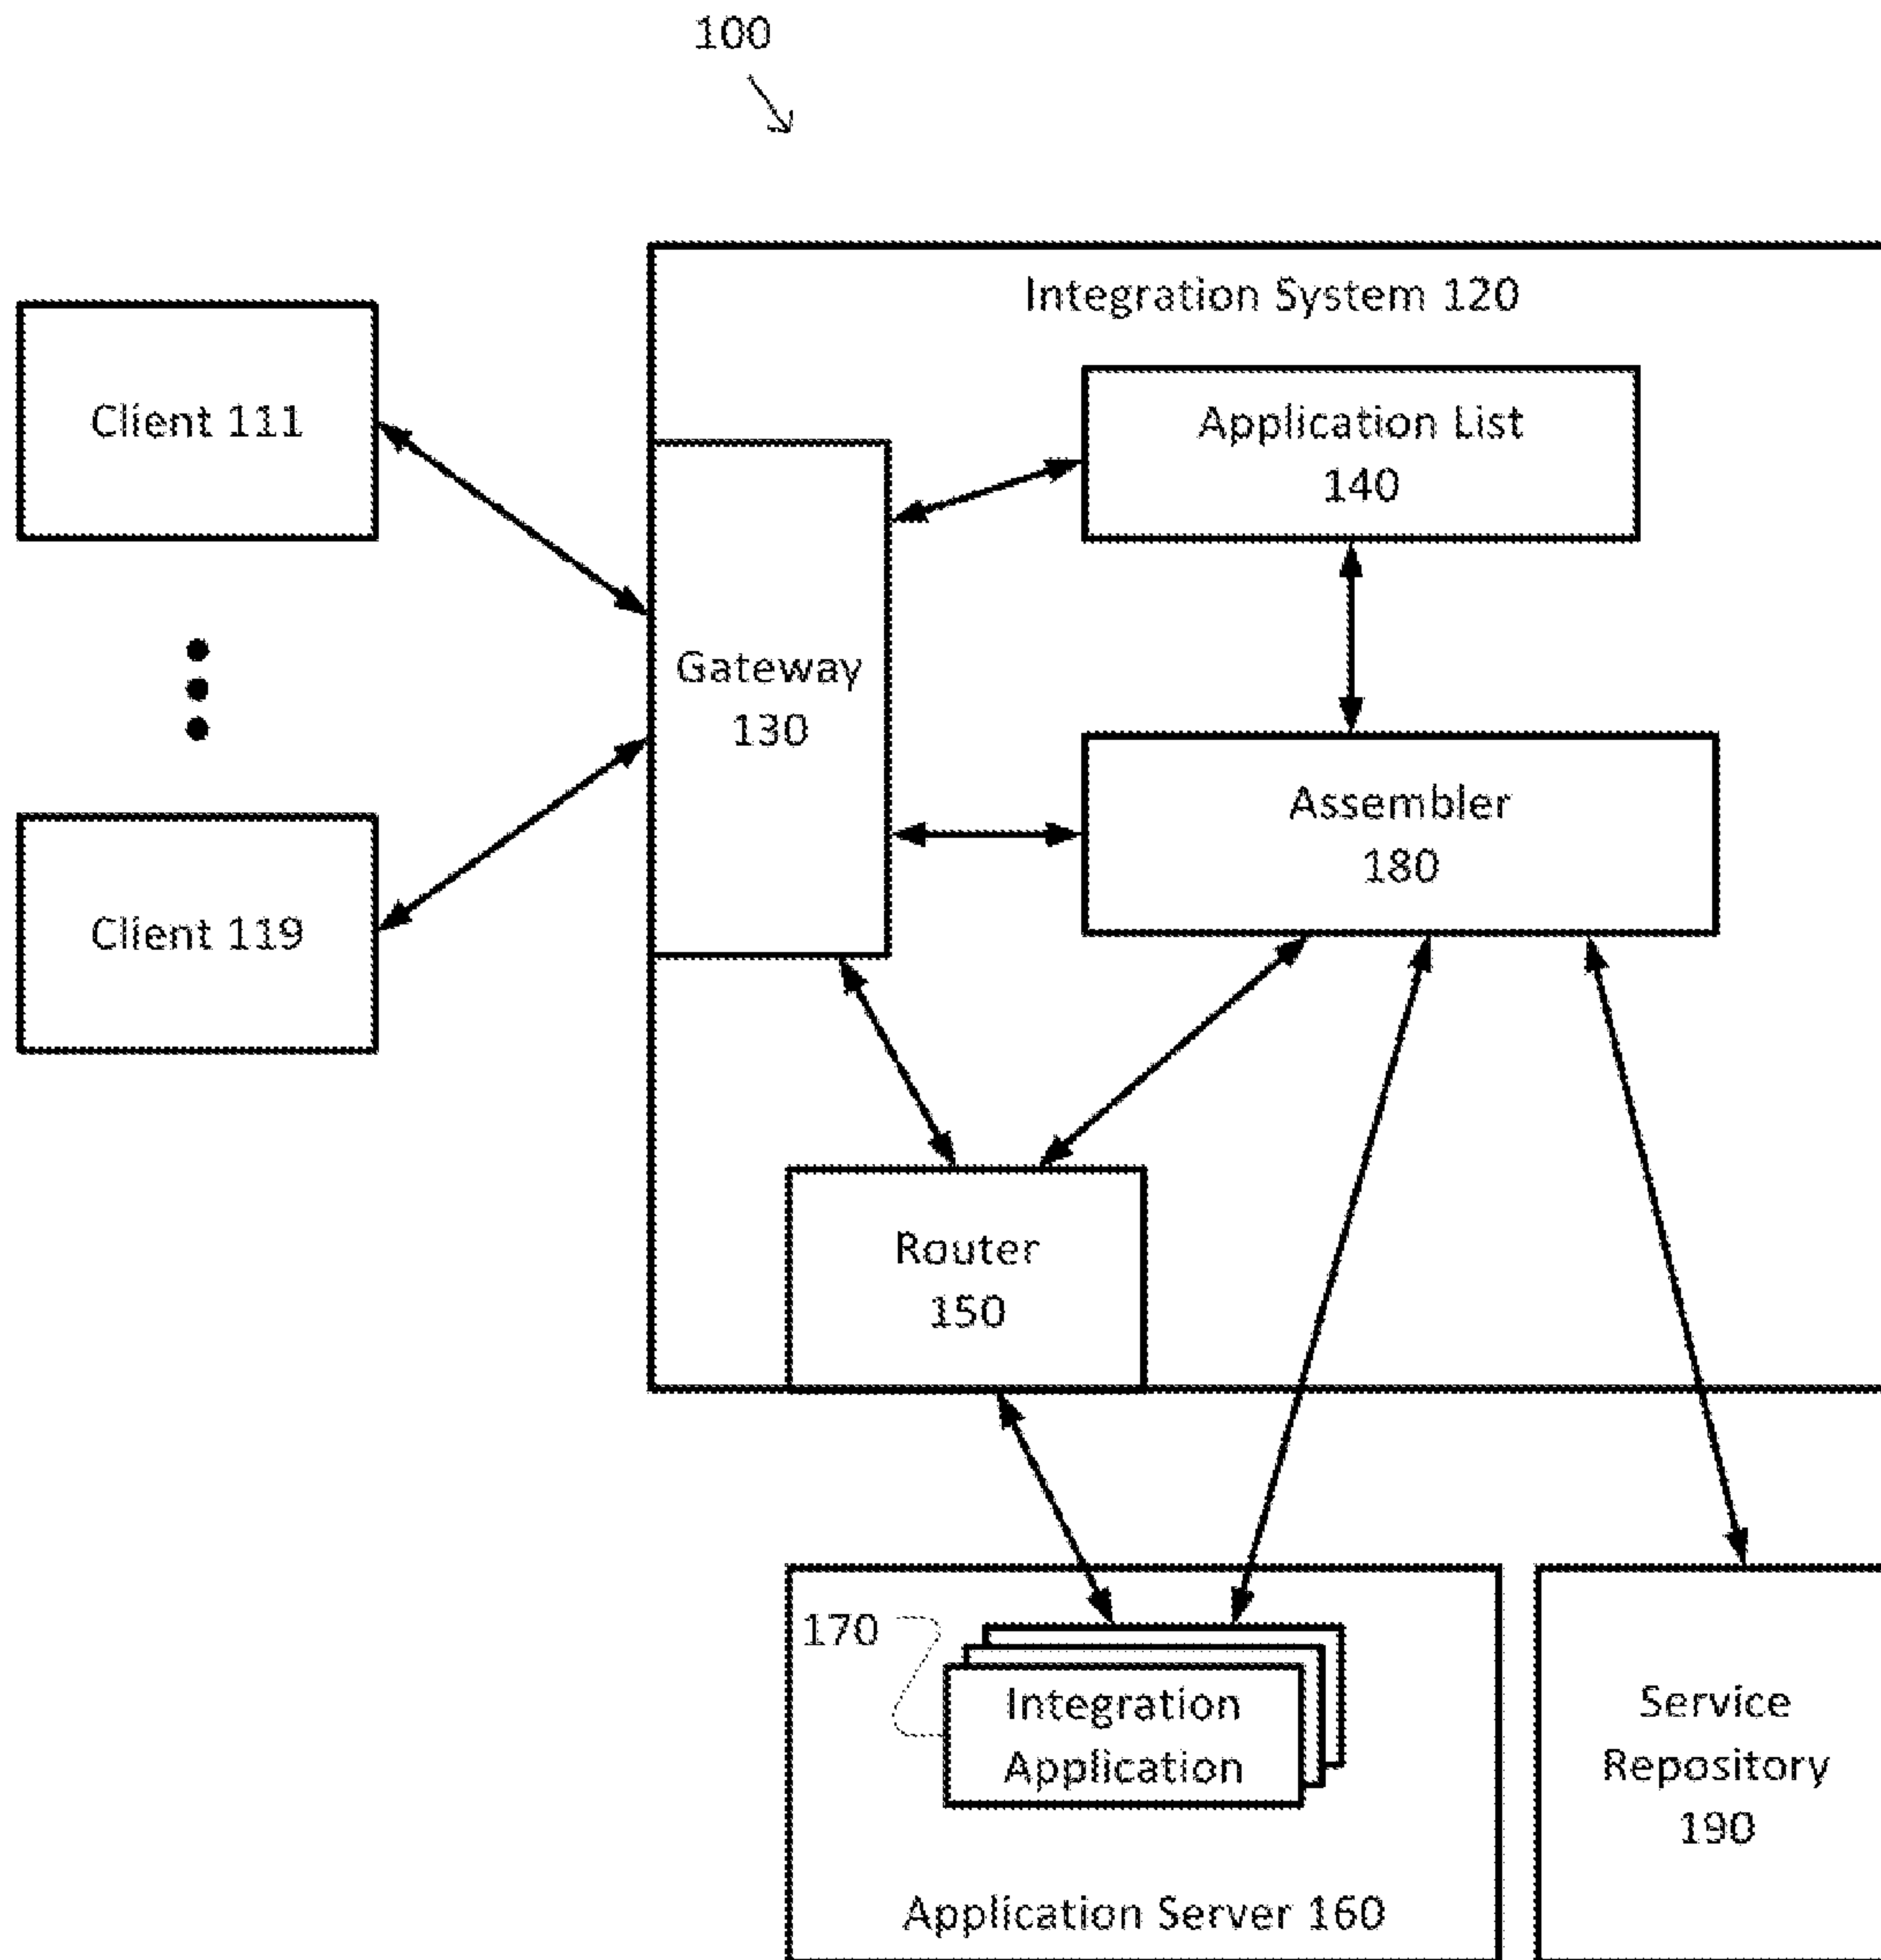 100
Integration System 120
Client 111
Application List
140
Gateway
130
Assembler
180
Client 119
Router
150
170
Integration
Application
Service
Repository
190
Application Server 160